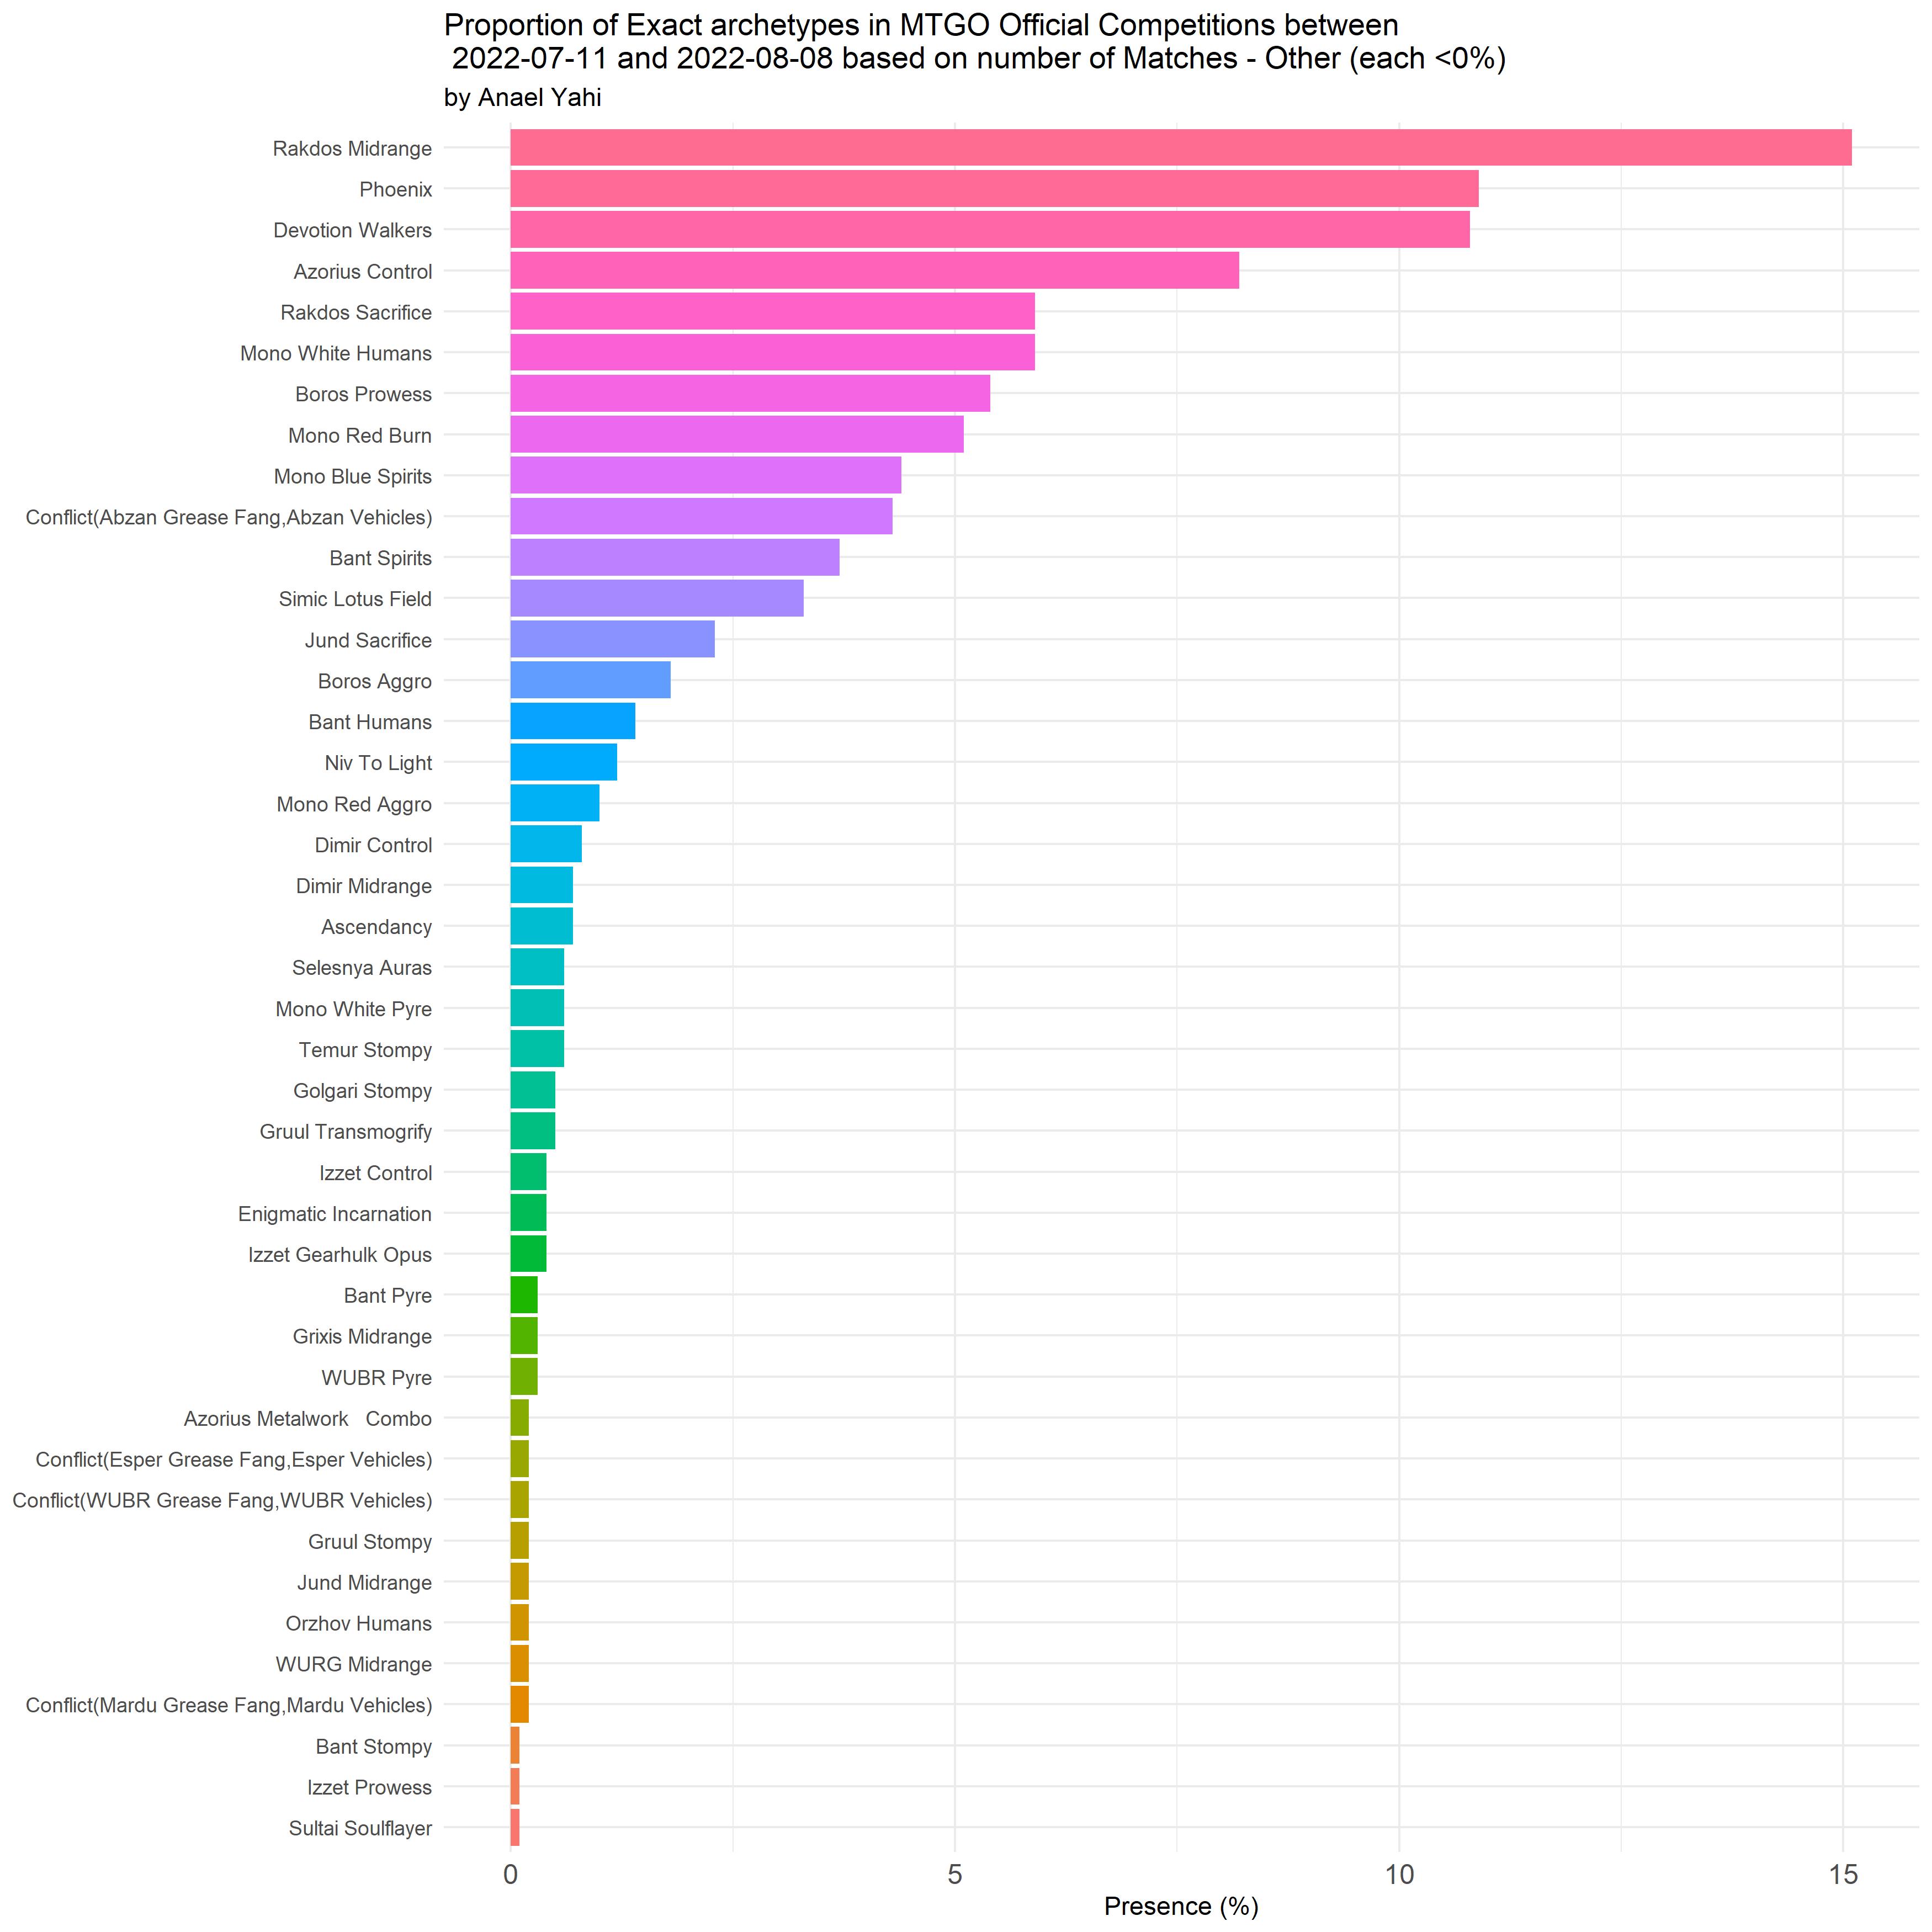 Proportion of Exact archetypes in MTGO Official Competitions between
2022-07-11 and 2022-08-08 based on number of Matches - Other (each <0%)
by Anael Yahi
Rakdos Midrange
Phoenix
Devotion Walkers
Azorius Control
Rakdos Sacrifice
Mono White Humans
Boros Prowess
Mono Red Burn
Mono Blue Spirits
Conflict(Abzan Grease Fang,Abzan Vehicles)
Bant Spirits
Simic Lotus Field
Jund Sacrifice
Boros Aggro
Bant Humans
Niv To Light
Mono Red Aggro
Dimir Control
Dimir Midrange
Ascendancy
Selesnya Auras
Mono White Pyre
Temur Stompy
Golgari Stompy
Gruul Transmogrify
Izzet Control
Enigmatic Incarnation
Izzet Gearhulk Opus
Bant Pyre
Grixis Midrange
WUBR Pyre
Azorius Metalwork   Combo
Conflict(Esper Grease Fang,Esper Vehicles)
Conflict(WUBR Grease Fang,WUBR Vehicles)
Gruul Stompy
Jund Midrange
Orzhov Humans
WURG Midrange
Conflict(Mardu Grease Fang,Mardu Vehicles)
Bant Stompy
Izzet Prowess
Sultai Soulflayer
0 5 10 15
Presence (%)